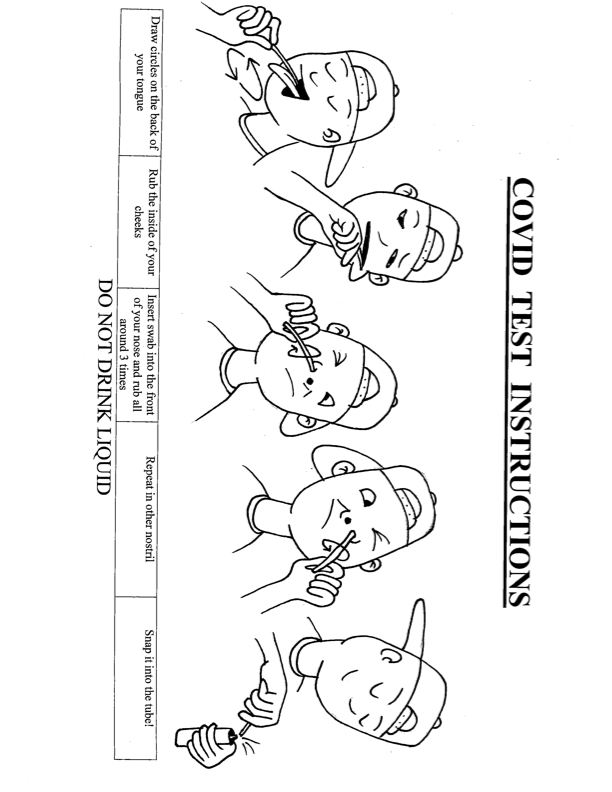 COVID TEST INSTRUCTIONS
Draw circles on the back of
your tongue
Rub the inside of your
cheeks
Insert swab into the front
of your nose and rub all
around 3 times
Repeat in other nostril
Snap it into the tube!
DO NOT DRINK LIQUID